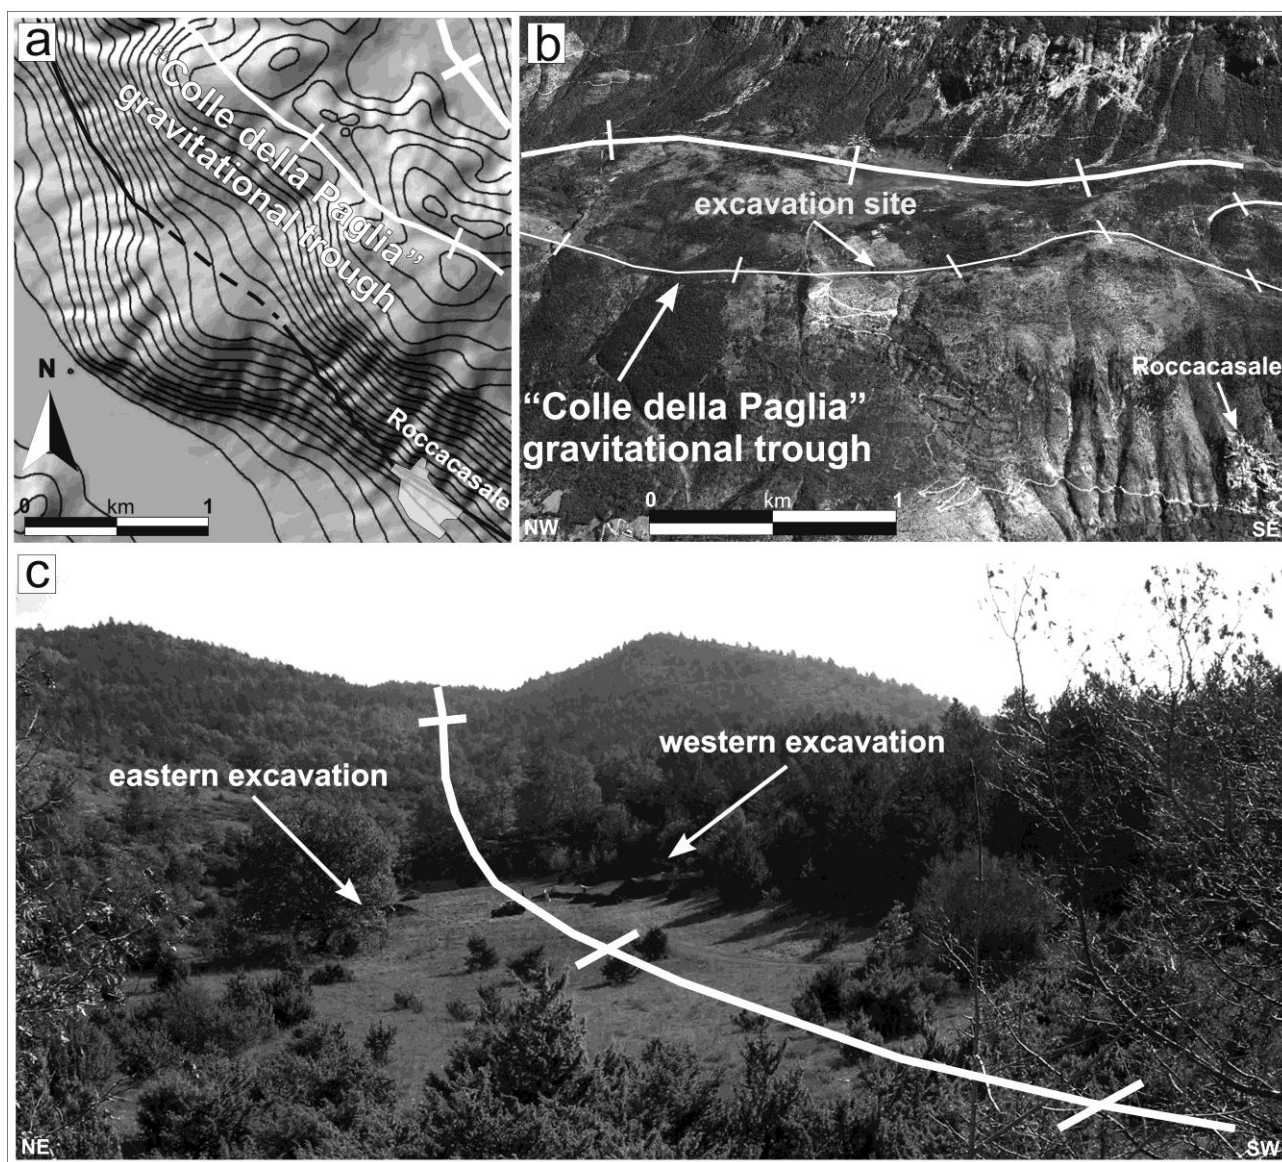 a
“Colle della Paglia”
gravitational trough
N
Roccacasale
0 km 1
b
excavation site
Roccacasale
“Colle della Paglia”
gravitational trough
0 km 1
NW
SE
c
western excavation
eastern excavation
NE
SW